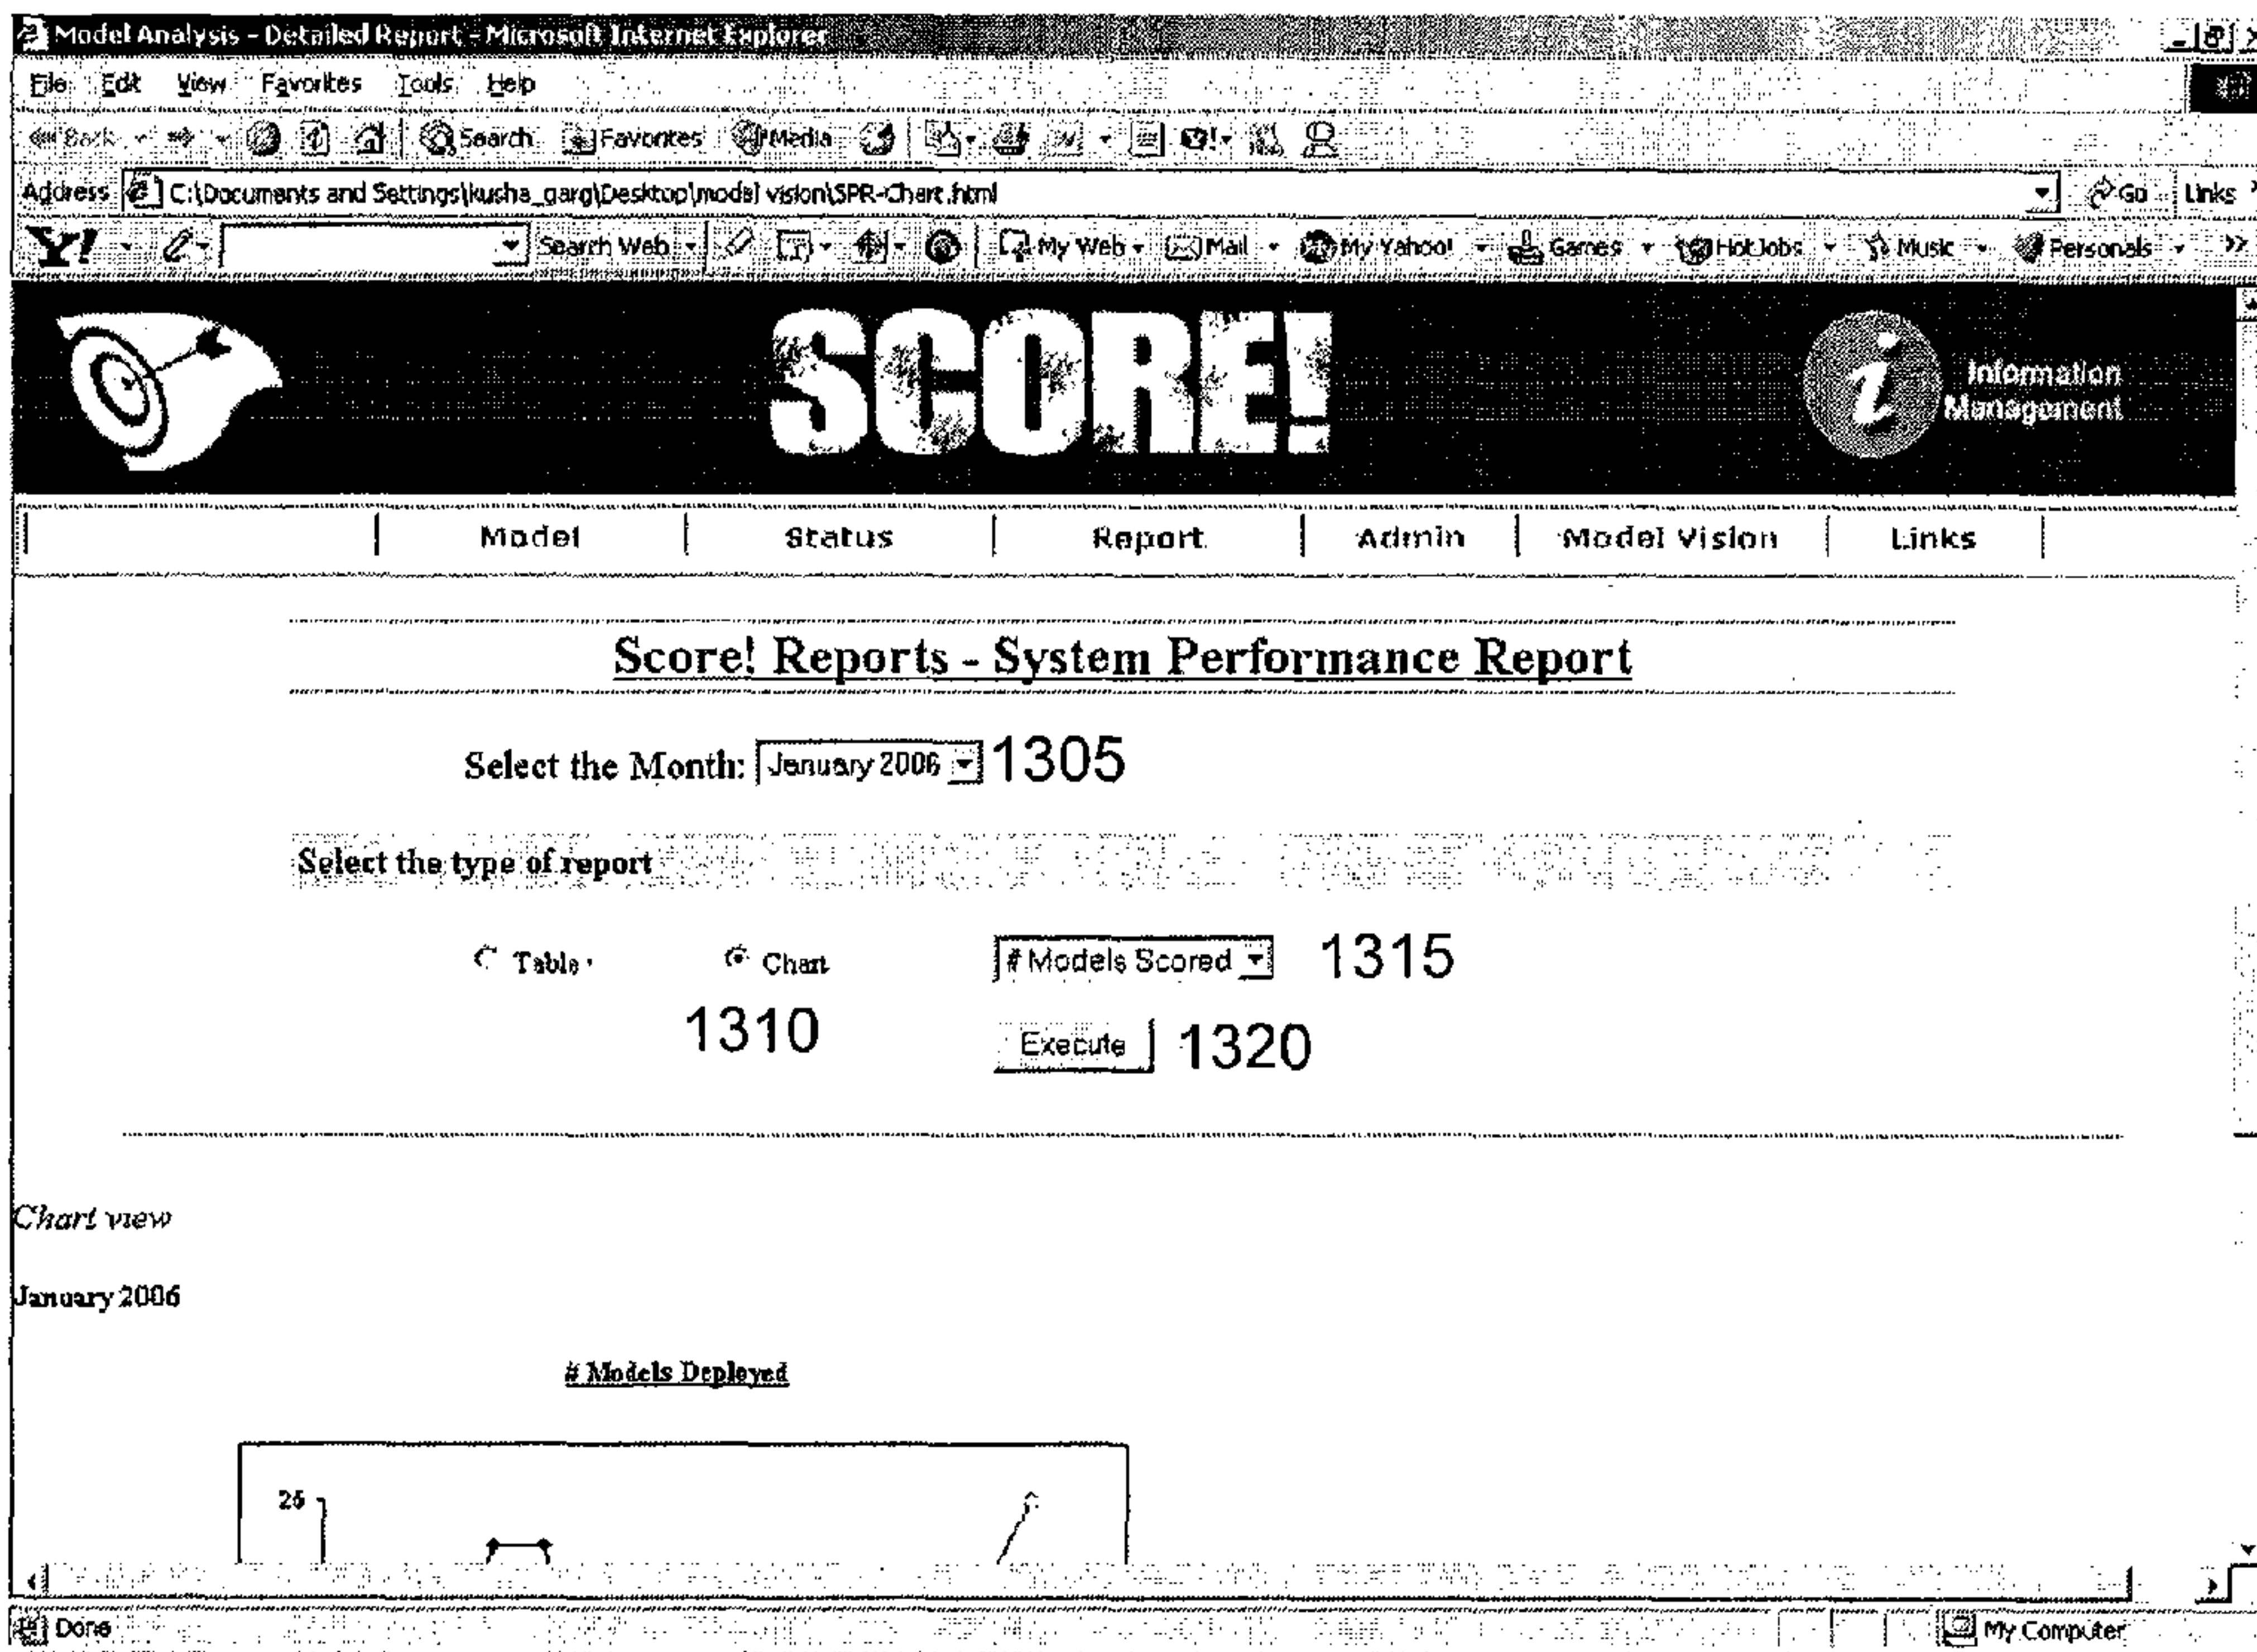 Model Analysis - Detailed Report - Microsoft Internet Explorer
File Edit View Favorites Tools Help
Back Search Favorites Media
Address C:\Documents and Settings\kusha_garg\Desktop\model vision\SPR-Chart.html Go Links
Y! Search Web My Web Mail My Yahoo! Games HotJobs Music Personals >>
SCORE!
i Information
Management
Model | Status | Report | Admin | Model Vision | Links |
Score! Reports - System Performance Report
Select the Month: January 2006 1305
Select the type of report
Table Chart # Models Scored 1315
1310 Execute 1320
Chart view
January 2006
# Models Deployed
25
Done My Computer